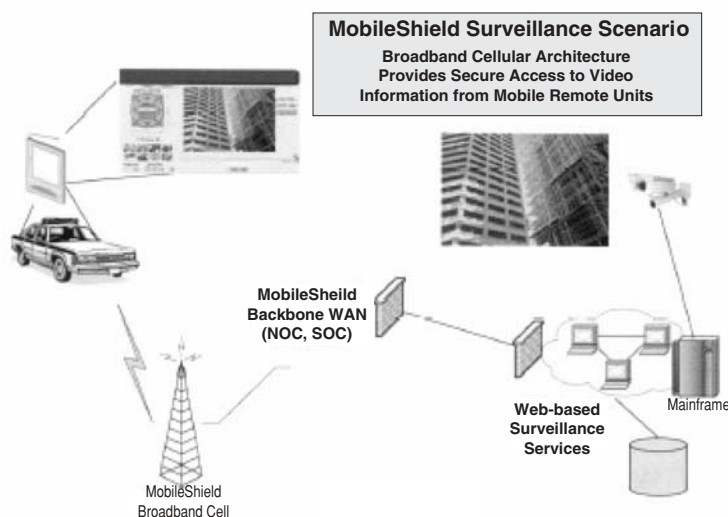 MobileShield Surveillance Scenario
Broadband Cellular Architecture
Provides Secure Access to Video
Information from Mobile Remote Units
MobileSheild
Backbone WAN
(NOC, SOC)
Web-based
Surveillance
Services
Mainframe
MobileShield
Broadband Cell